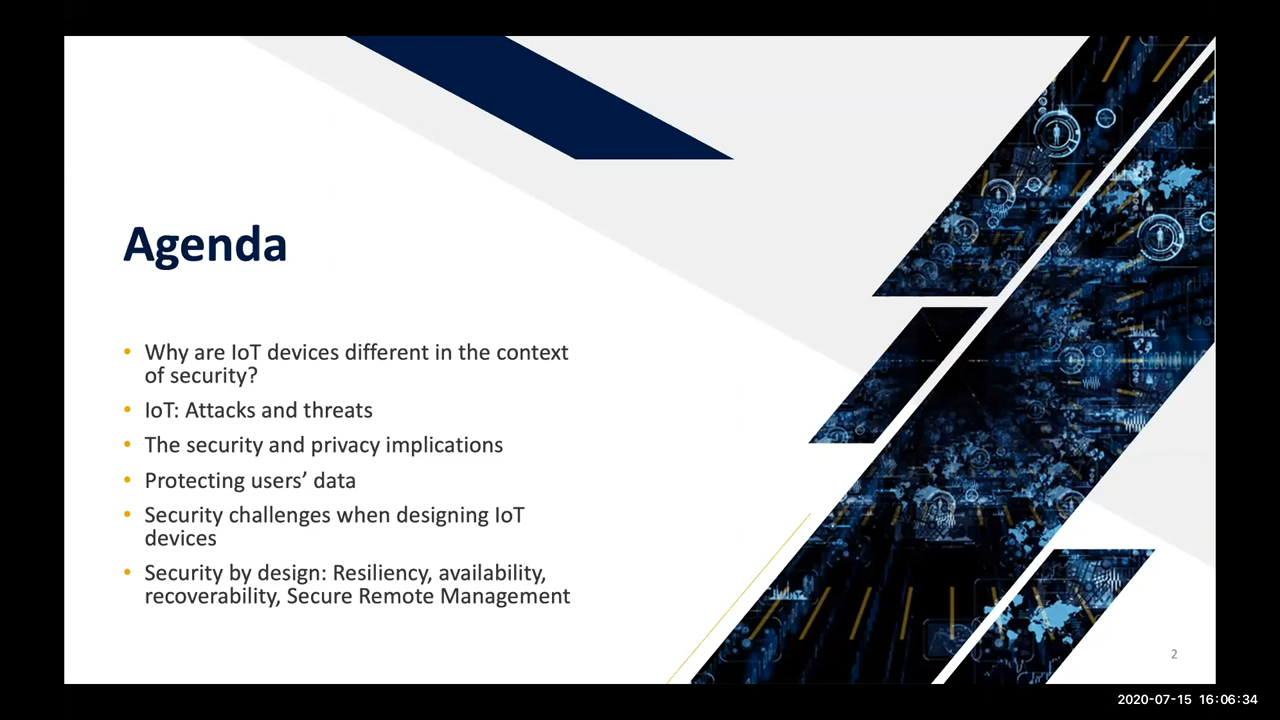 Agenda
• Why are IoT devices different in the context
of security?
• IoT: Attacks and threats
• The security and privacy implications
• Protecting users’ data
• Security challenges when designing IoT
devices
• Security by design: Resiliency, availability,
recoverability, Secure Remote Management
2
2020-07-15 16:06:34